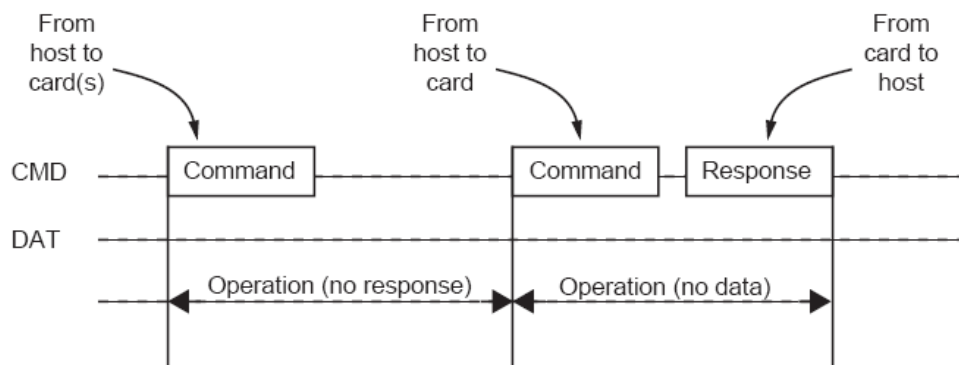 From
host to
card(s)
From
host to
card
From
card to
host
CMD
Command
Command
Response
DAT
Operation (no response)
Operation (no data)